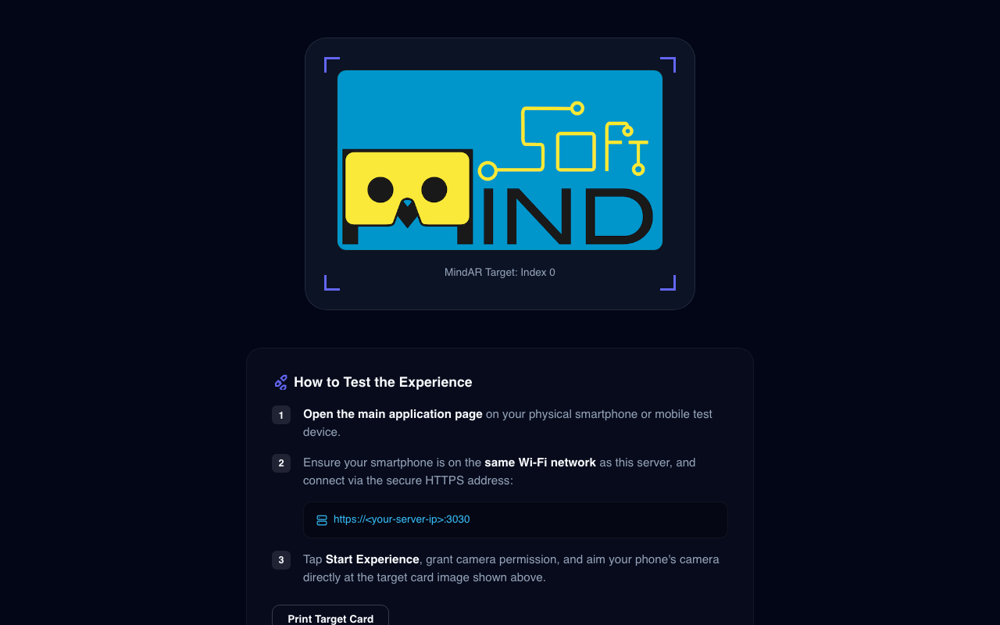 SOFT
MIND
MindAR Target: Index 0
How to Test the Experience
1 Open the main application page on your physical smartphone or mobile test
device.
2 Ensure your smartphone is on the same Wi-Fi network as this server, and
connect via the secure HTTPS address:
https://<your-server-ip>:3030
3 Tap Start Experience, grant camera permission, and aim your phone's camera
directly at the target card image shown above.
Print Target Card